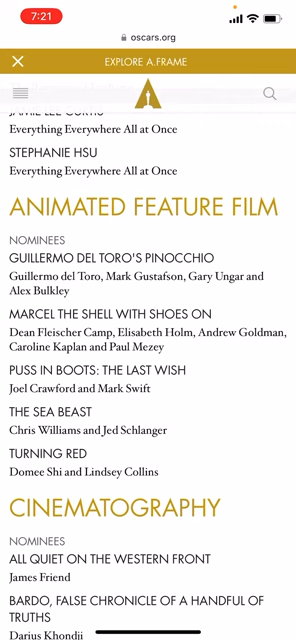 7:21
oscars.org
EXPLORE A.FRAME
JAMIE LEE CURTIS
Everything Everywhere All at Once
STEPHANIE HSU
Everything Everywhere All at Once
ANIMATED FEATURE FILM
NOMINEES
GUILLERMO DEL TORO'S PINOCCHIO
Guillermo del Toro, Mark Gustafson, Gary Ungar and
Alex Bulkley
MARCEL THE SHELL WITH SHOES ON
Dean Fleischer Camp, Elisabeth Holm, Andrew Goldman,
Caroline Kaplan and Paul Mezey
PUSS IN BOOTS: THE LAST WISH
Joel Crawford and Mark Swift
THE SEA BEAST
Chris Williams and Jed Schlanger
TURNING RED
Domee Shi and Lindsey Collins
CINEMATOGRAPHY
NOMINEES
ALL QUIET ON THE WESTERN FRONT
James Friend
BARDO, FALSE CHRONICLE OF A HANDFUL OF
TRUTHS
Darius Khondji